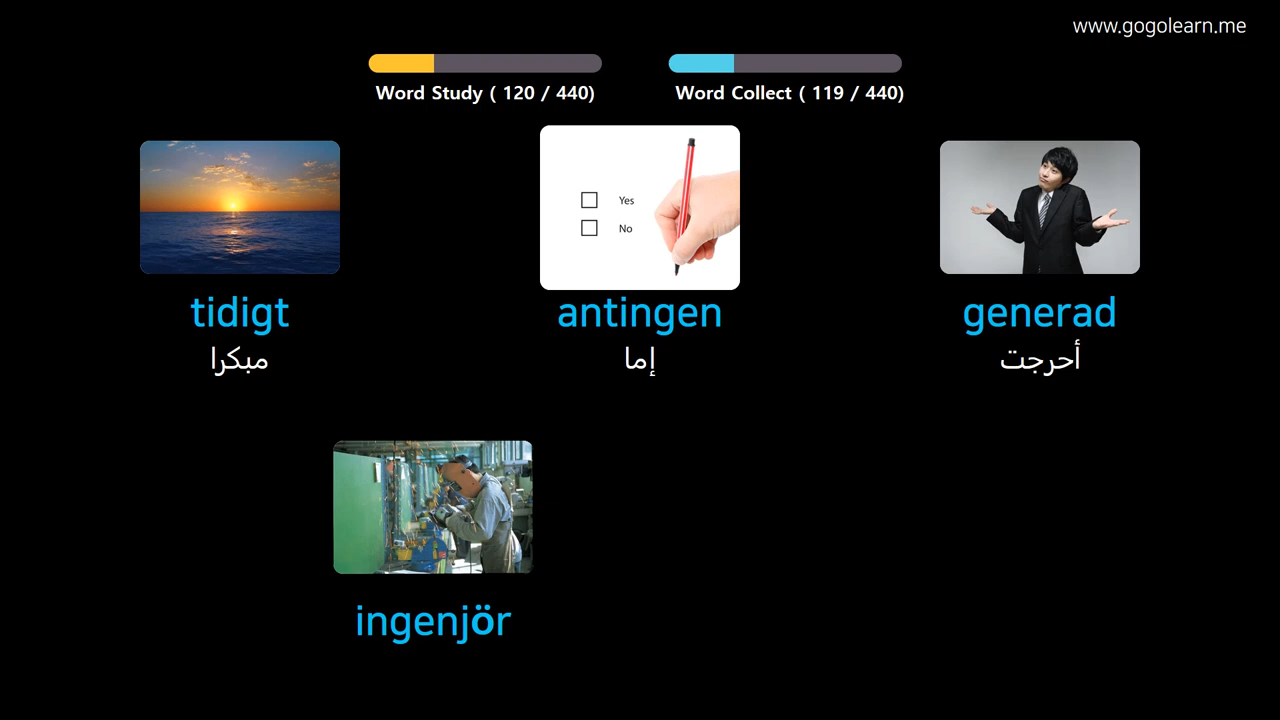 www.gogolearn.me
Word Study ( 120 / 440)
Word Collect ( 119 / 440)
Yes
No
tidigt
antingen
generad
مبكرا
إما
أحرجت
ingenjör